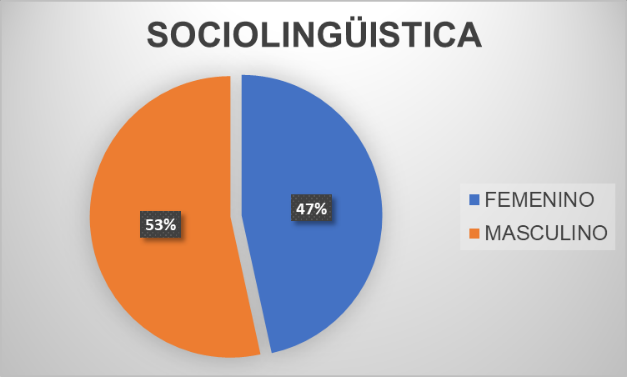 SOCIOLINGÜISTICA
53%
47%
FEMENINO
MASCULINO